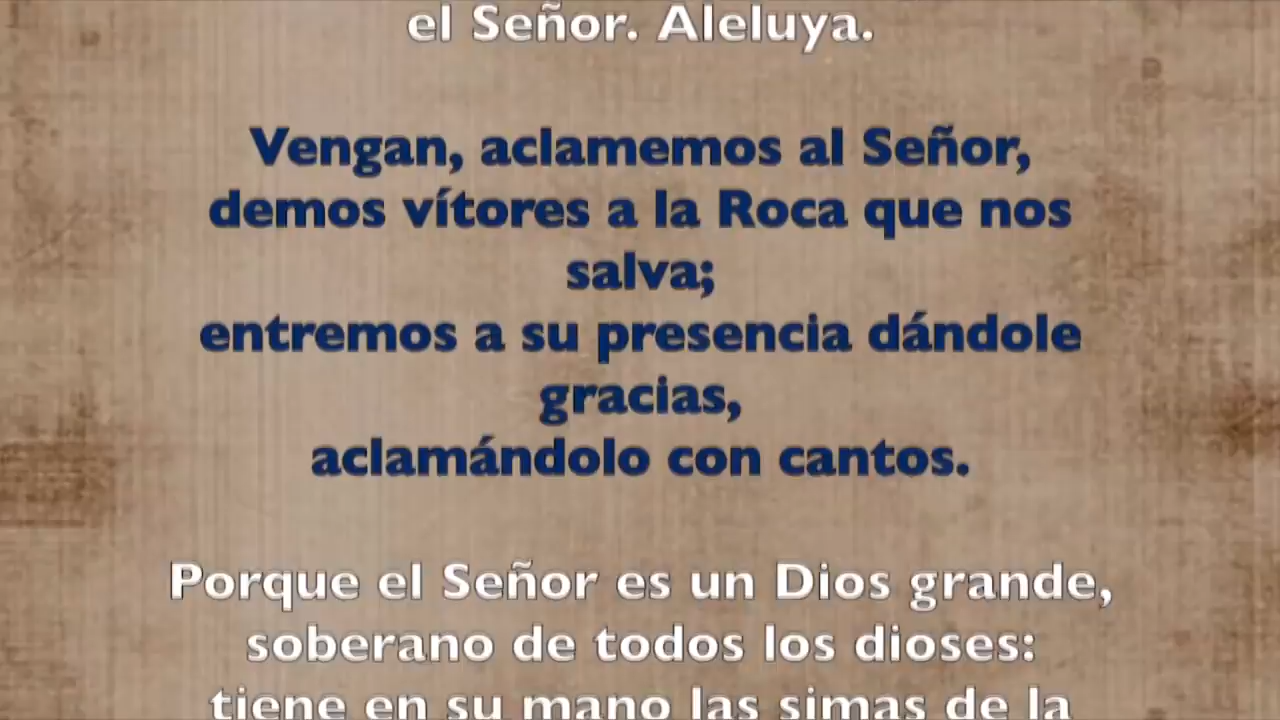 el Señor. Aleluya.
Vengan, aclamemos al Señor,
demos vítores a la Roca que nos
salva;
entremos a su presencia dándole
gracias,
aclamándolo con cantos.
Porque el Señor es un Dios grande,
soberano de todos los dioses:
tiene en su mano las simas de la